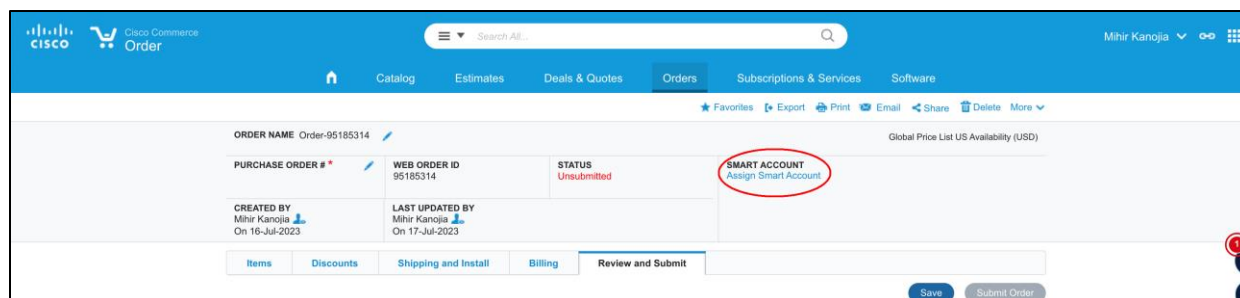 CISCO
Cisco Commerce
Order
Search All...
Mihir Kanojia
Catalog Estimates Deals & Quotes Orders Subscriptions & Services Software
Favorites Export Print Email Share Delete More
ORDER NAME Order-95185314
Global Price List US Availability (USD)
PURCHASE ORDER # * WEB ORDER ID STATUS SMART ACCOUNT
95185314 Unsubmitted Assign Smart Account
CREATED BY LAST UPDATED BY
Mihir Kanojia Mihir Kanojia
On 16-Jul-2023 On 17-Jul-2023
Items Discounts Shipping and Install Billing Review and Submit
Save Submit Order
1